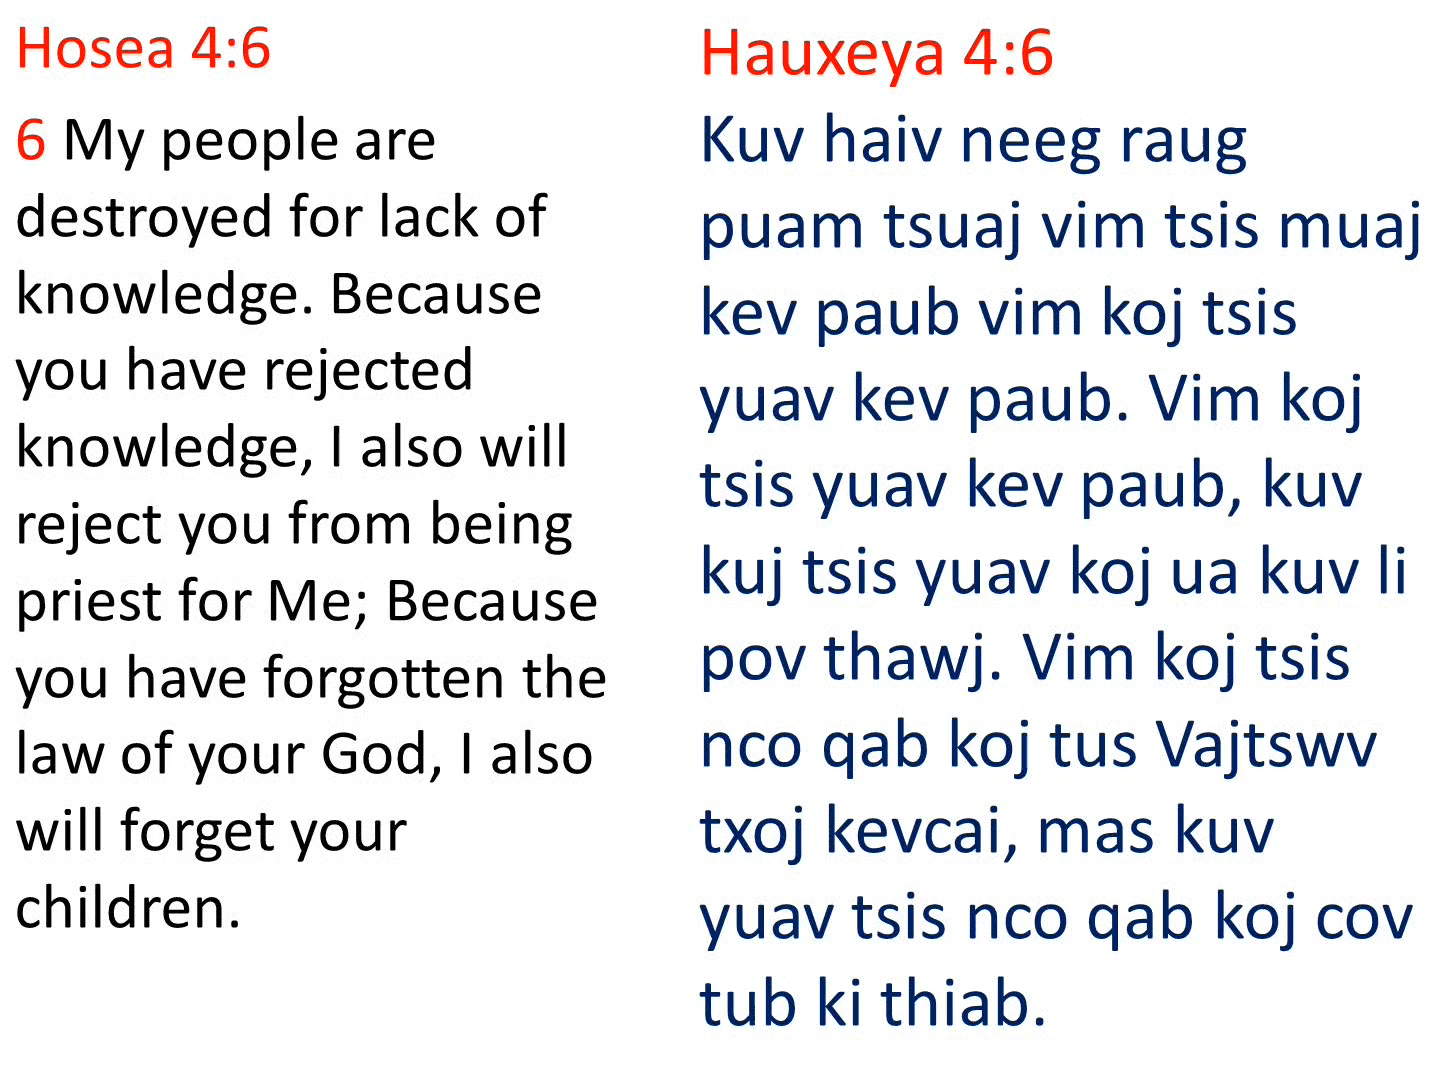 Hosea 4:6
6 My people are
destroyed for lack of
knowledge. Because
you have rejected
knowledge, I also will
reject you from being
priest for Me; Because
you have forgotten the
law of your God, I also
will forget your
children.
Hauxeya 4:6
Kuv haiv neeg raug
puam tsuaj vim tsis muaj
kev paub vim koj tsis
yuav kev paub. Vim koj
tsis yuav kev paub, kuv
kuj tsis yuav koj ua kuv li
pov thawj. Vim koj tsis
nco qab koj tus Vajtswv
txoj kevcai, mas kuv
yuav tsis nco qab koj cov
tub ki thiab.